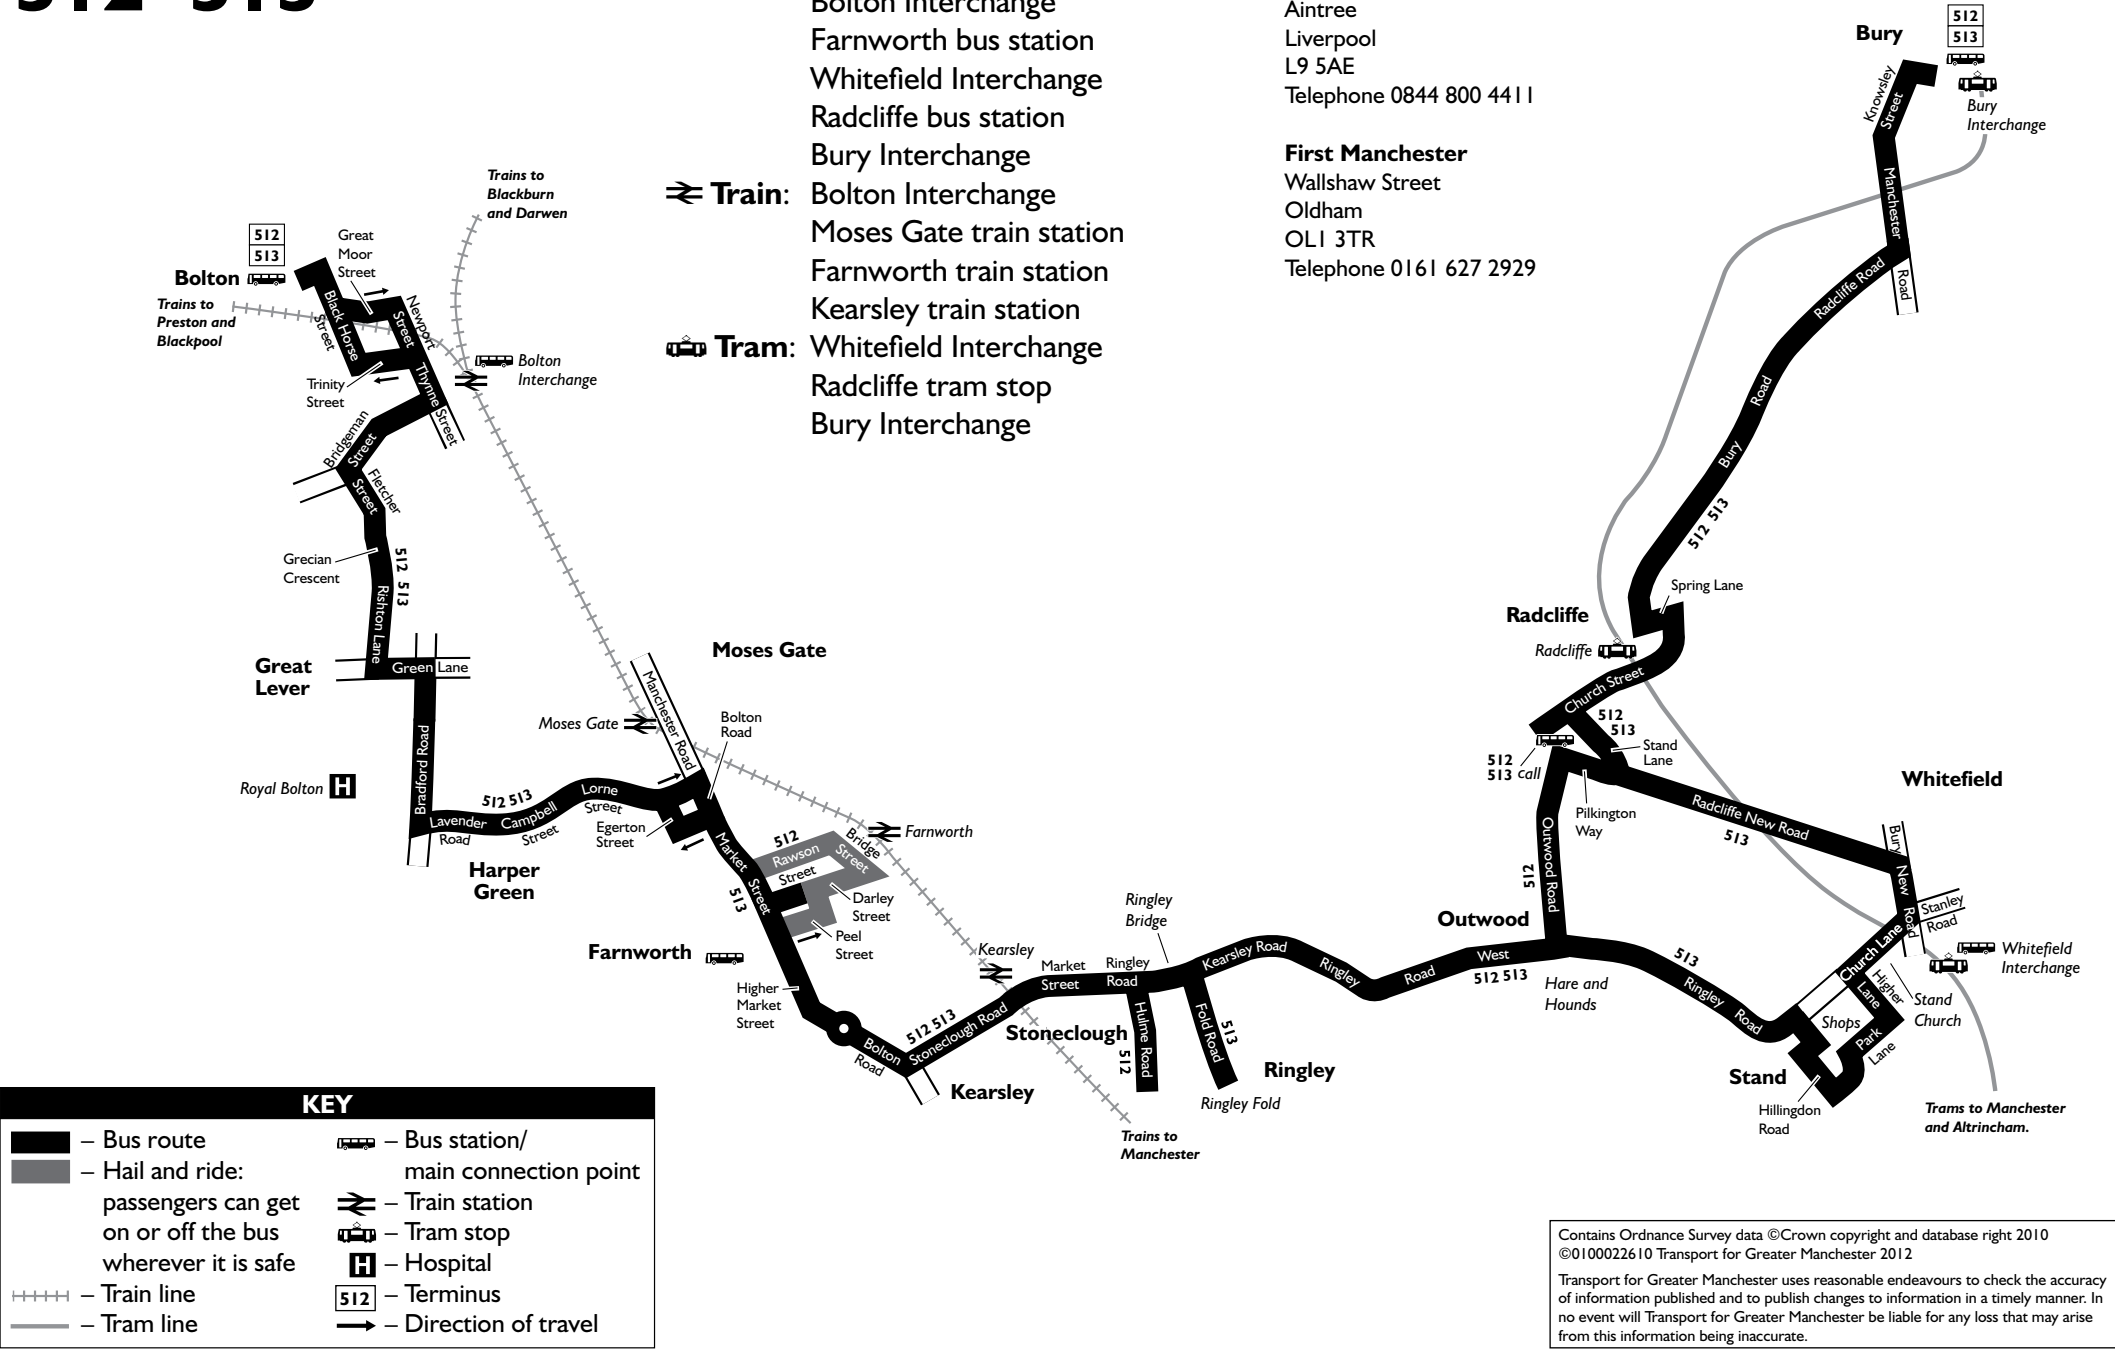 512 513
Bolton Interchange
Farnworth bus station
Whitefield Interchange
Radcliffe bus station
Bury Interchange
Train: Bolton Interchange
Moses Gate train station
Farnworth train station
Kearsley train station
Tram: Whitefield Interchange
Radcliffe tram stop
Bury Interchange
Aintree
Liverpool
L9 5AE
Telephone 0844 800 4411
First Manchester
Wallshaw Street
Oldham
OL1 3TR
Telephone 0161 627 2929
Bury
512
513
Bury
Interchange
Knowsley
Street
Manchester
Road
Radcliffe Road
Bury
Road
512 513
Spring Lane
Radcliffe
Radcliffe
Church Street
512
513
Stand
Lane
512
513 call
Pilkington
Way
Radcliffe New Road
513
Whitefield
Bury
New
Road
Stanley
Road
Whitefield
Interchange
Church Lane
Higher
Lane
Stand
Church
Shops
Park
Lane
Stand
Hillingdon
Road
Trams to Manchester
and Altrincham.
Outwood Road
512
Outwood
Hare and
Hounds
513
Ringley
Road
West
512 513
Road
Ringley
Kearsley Road
Ringley
Bridge
Fold Road
513
Ringley
Ringley Fold
Hulme Road
512
Ringley
Road
Market
Street
Stoneclough
Kearsley
Stoneclough Road
512 513
Kearsley
Trains to
Manchester
Bolton
Road
Higher
Market
Street
Farnworth
Peel
Street
Darley
Street
Bridge
Street
Farnworth
512
Rawson
Street
Market
Street
513
Bolton
Road
Manchester Road
Moses Gate
Moses Gate
Egerton
Street
Lorne
Street
Campbell
Street
512 513
Lavender
Road
Harper
Green
Bradford Road
Royal Bolton H
Great
Lever
Green Lane
Rishton Lane
512 513
Grecian
Crescent
Fletcher
Street
Bridgeman
Street
Thynne Street
Trinity
Street
Newport
Street
Black Horse
Street
Great
Moor
Street
512
513
Bolton
Trains to
Preston and
Blackpool
Trains to
Blackburn
and Darwen
Bolton
Interchange
KEY
– Bus route
– Hail and ride:
passengers can get
on or off the bus
wherever it is safe
– Train line
– Tram line
– Bus station/
main connection point
– Train station
– Tram stop
H – Hospital
512 – Terminus
– Direction of travel
Contains Ordnance Survey data ©Crown copyright and database right 2010
©0100022610 Transport for Greater Manchester 2012
Transport for Greater Manchester uses reasonable endeavours to check the accuracy
of information published and to publish changes to information in a timely manner. In
no event will Transport for Greater Manchester be liable for any loss that may arise
from this information being inaccurate.